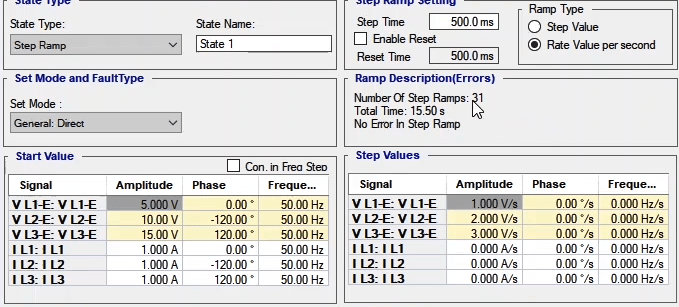 State Type
State Type:
State Name:
Step Ramp
State 1
Set Mode and FaultType
Set Mode :
General: Direct
Step Ramp Setting
Step Time
500.0 ms
Enable Reset
Reset Time
500.0 ms
Ramp Type
Step Value
Rate Value per second
Ramp Description(Errors)
Number Of Step Ramps: 31
Total Time: 15.50 s
No Error In Step Ramp
Start Value
Con. in Freq Step
Signal Amplitude Phase Freque...
V L1-E: V L1-E 5.000 V 0.00 ° 50.00 Hz
V L2-E: V L2-E 10.00 V -120.00 ° 50.00 Hz
V L3-E: V L3-E 15.00 V 120.00 ° 50.00 Hz
I L1: I L1 1.000 A 0.00 ° 50.00 Hz
I L2: I L2 1.000 A -120.00 ° 50.00 Hz
I L3: I L3 1.000 A 120.00 ° 50.00 Hz
Step Values
Signal Amplitude Phase Freque...
V L1-E: V L1-E 1.000 V/s 0.00 °/s 0.000 Hz/s
V L2-E: V L2-E 2.000 V/s 0.00 °/s 0.000 Hz/s
V L3-E: V L3-E 3.000 V/s 0.00 °/s 0.000 Hz/s
I L1: I L1 0.000 A/s 0.00 °/s 0.000 Hz/s
I L2: I L2 0.000 A/s 0.00 °/s 0.000 Hz/s
I L3: I L3 0.000 A/s 0.00 °/s 0.000 Hz/s